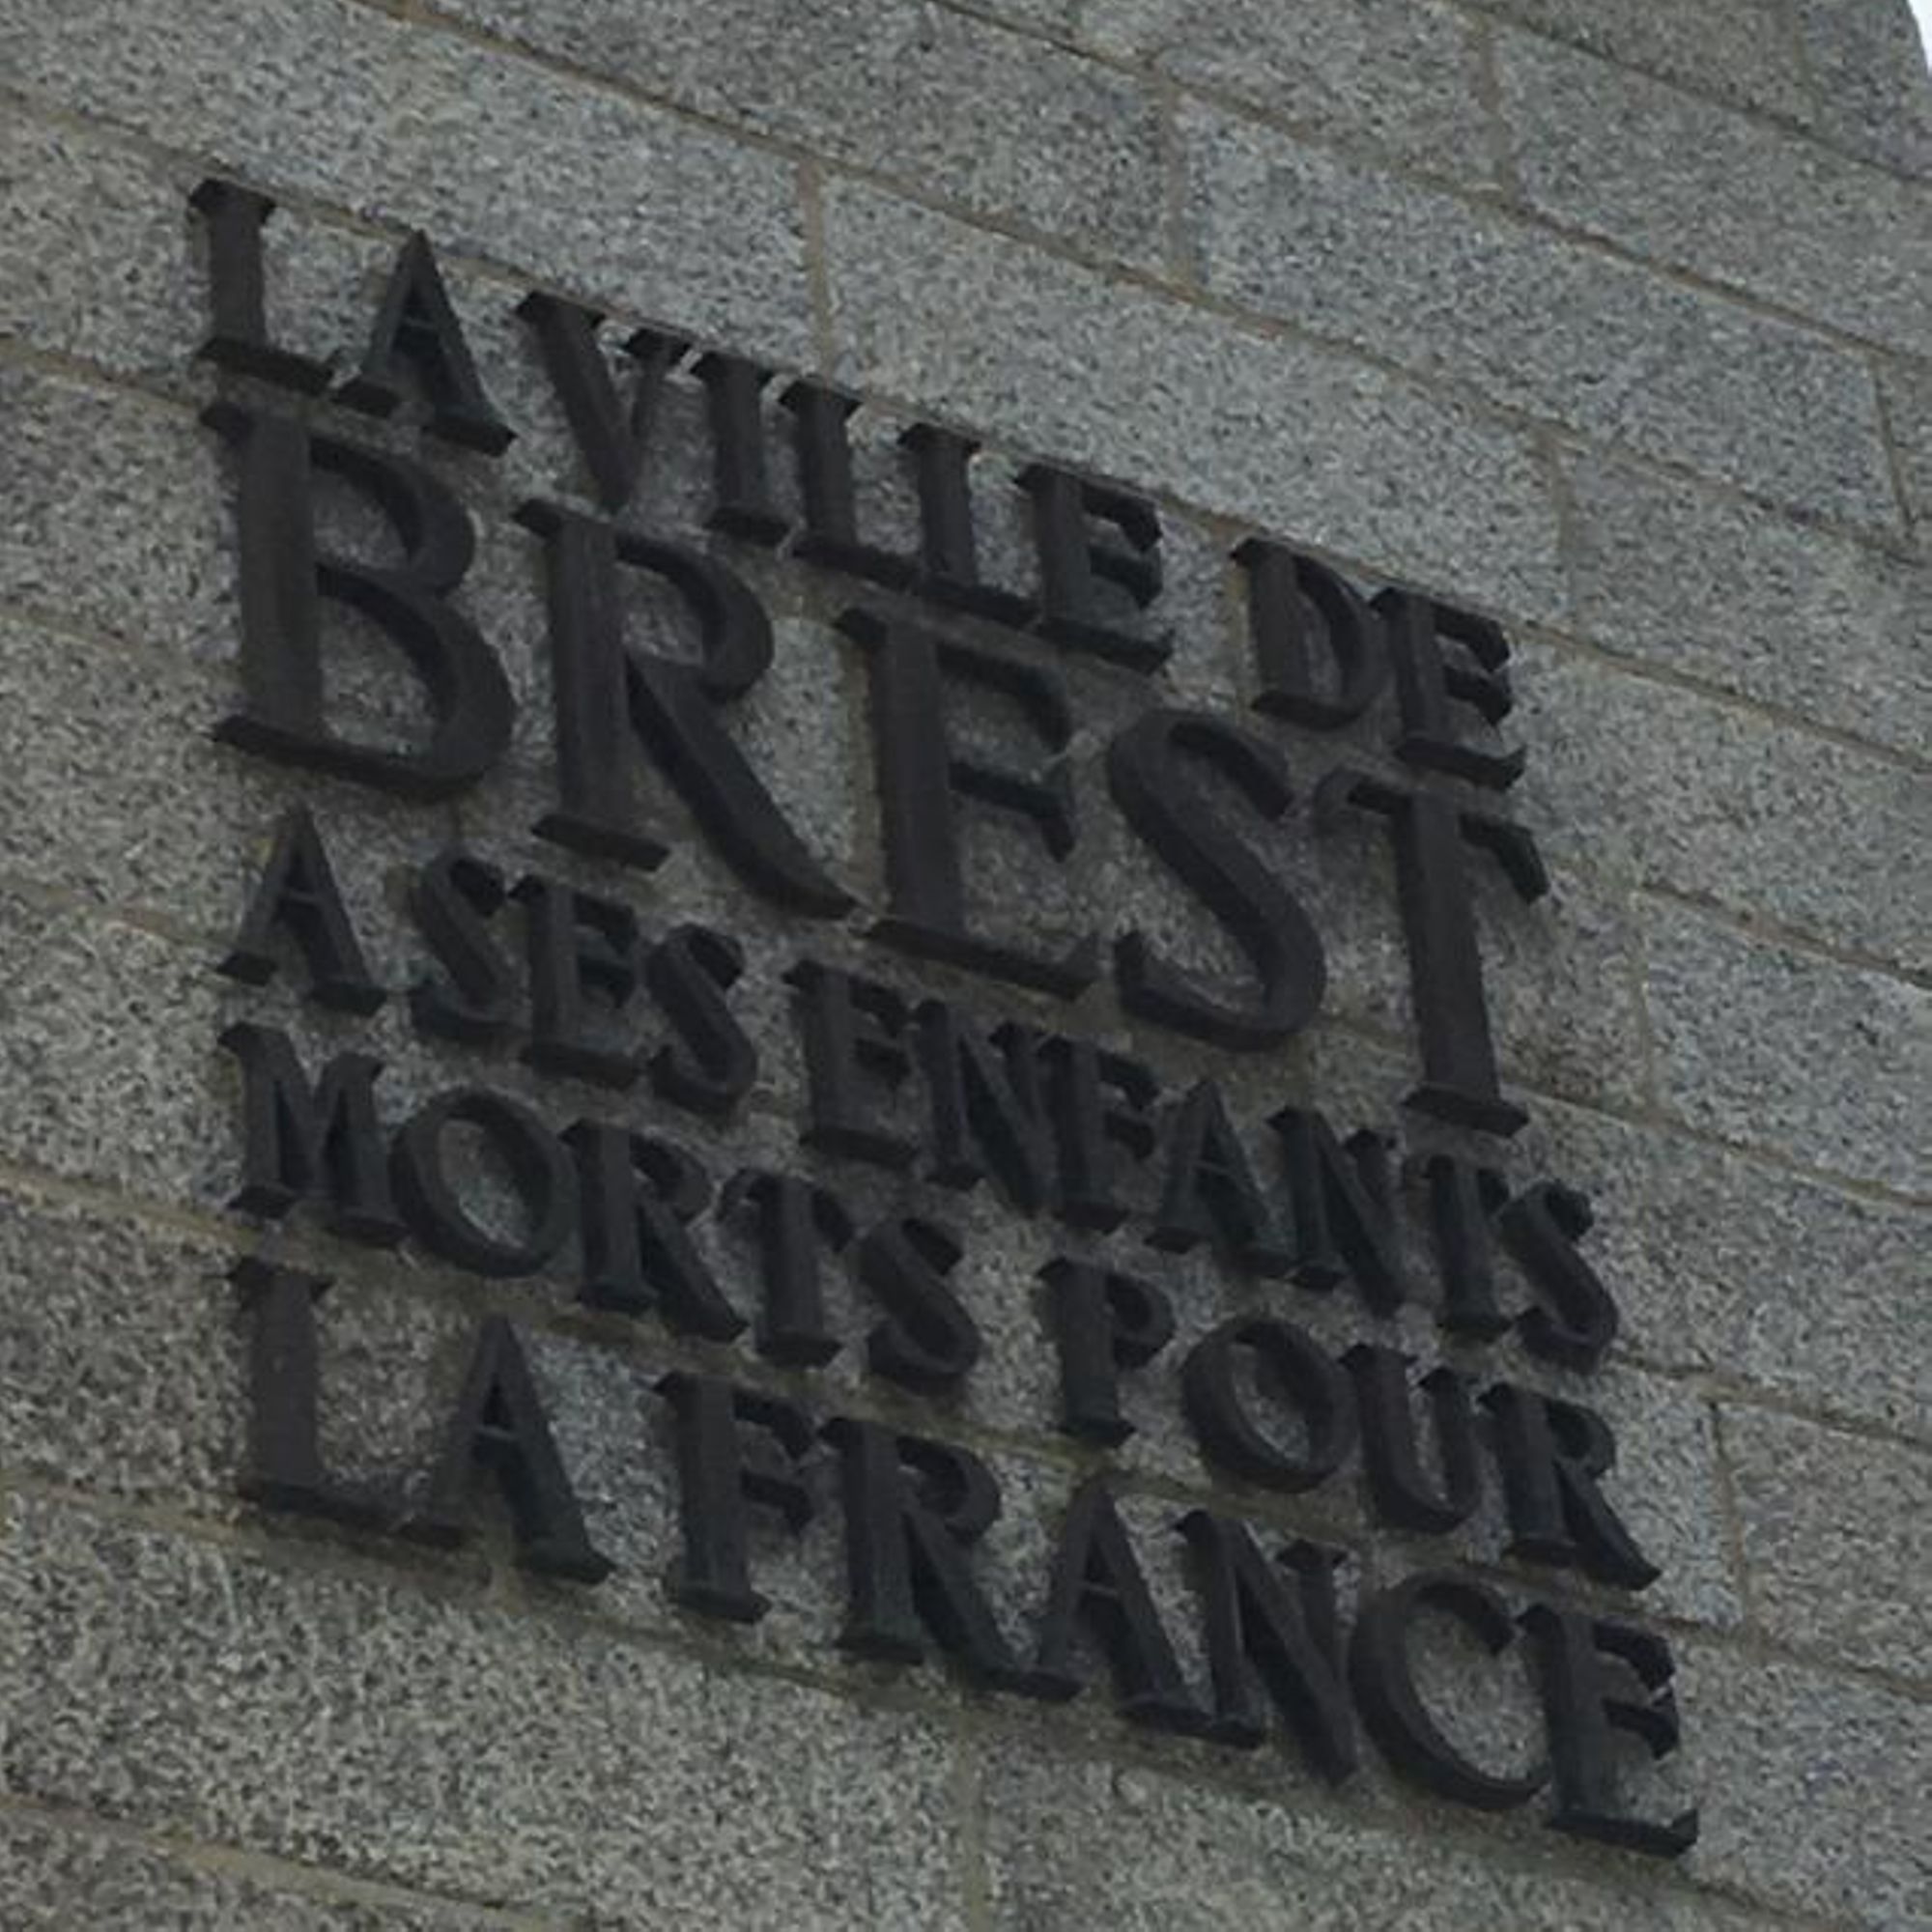 LA VILLE DE
BREST
A SES ENFANTS
MORTS POUR
LA FRANCE